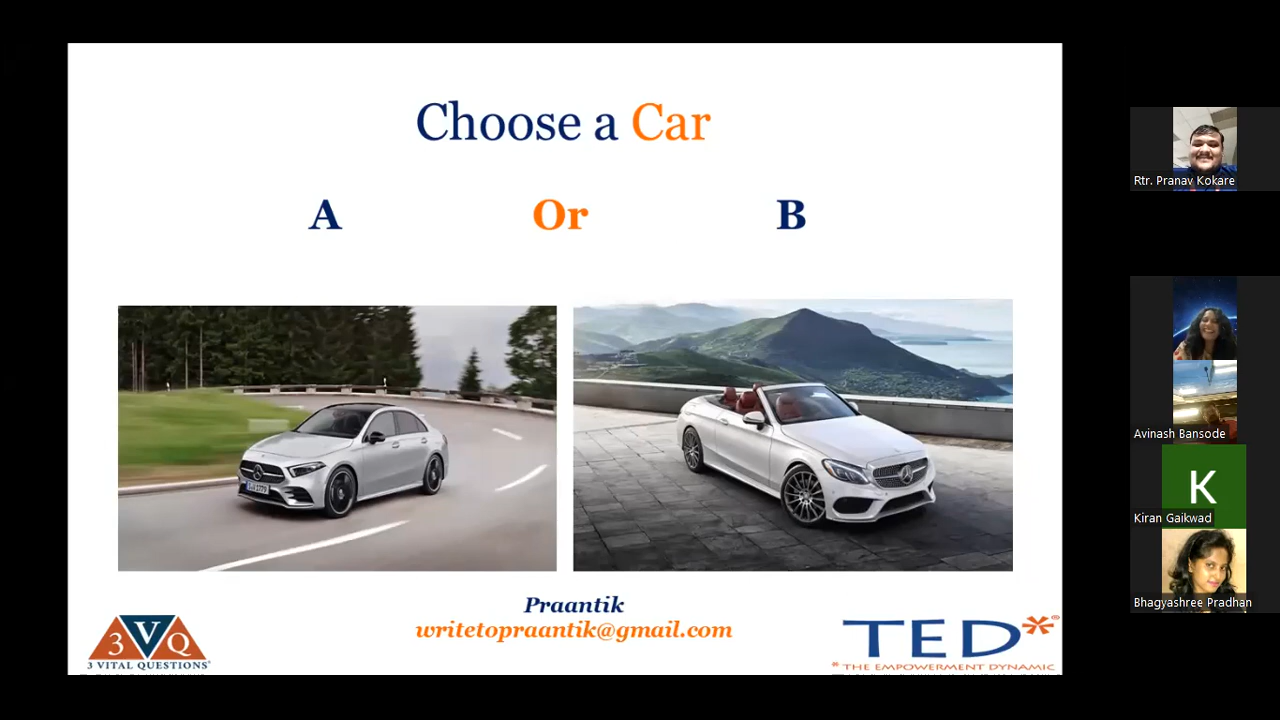 Choose a Car
A Or B
Praantik
writetopraantik@gmail.com
3 V Q
3 VITAL QUESTIONS®
TED*®
* THE EMPOWERMENT DYNAMIC
Rtr. Pranav Kokare
Avinash Bansode
K
Kiran Gaikwad
Bhagyashree Pradhan